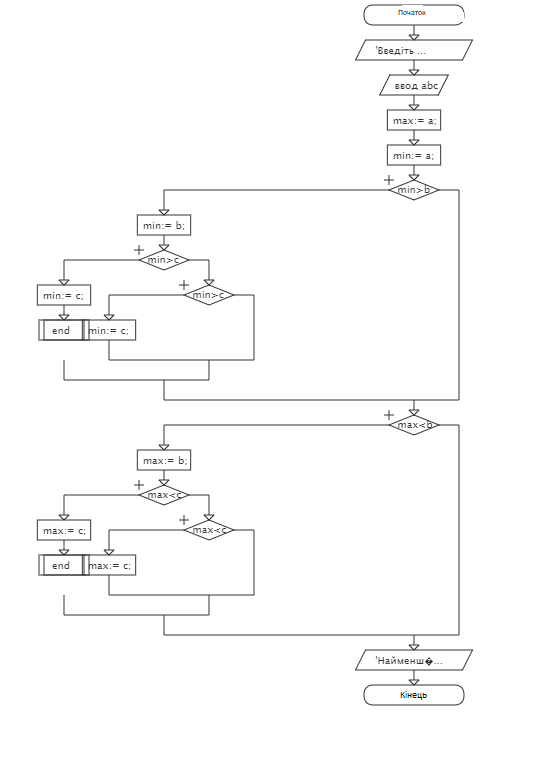 Початок
'Введіть ...
ввод abc
max:= a;
min:= a;
+
min>b
min:= b;
+
min>c
+
min:= c;
min>c
end
min:= c;
+
max<b
max:= b;
+
max<c
+
max:= c;
max<c
end
max:= c;
'Найменш�...
Кінець